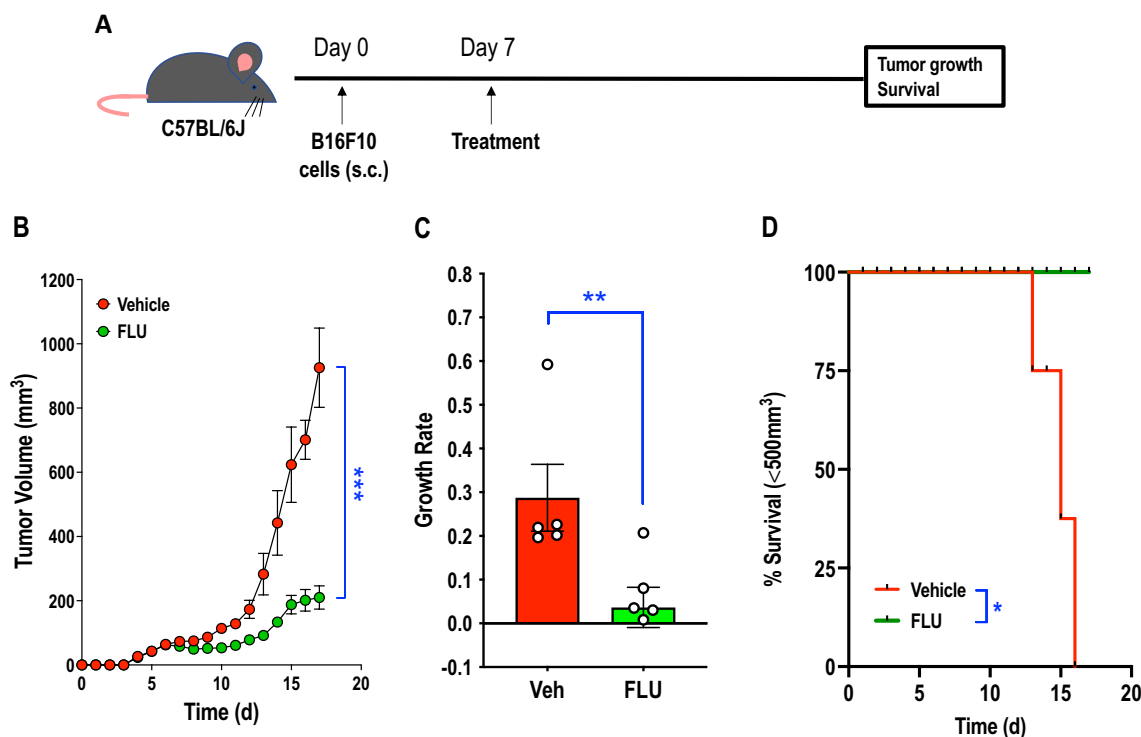 A
Day 0
Day 7
Tumor growth
Survival
C57BL/6J
B16F10
cells (s.c.)
Treatment
B
1200
1000
800
600
400
200
0
Tumor Volume (mm³)
Vehicle
FLU
***
0
5
10
15
20
Time (d)
C
0.8
0.7
0.6
0.5
0.4
0.3
0.2
0.1
0.0
-0.1
Growth Rate
**
Veh
FLU
D
100
75
50
25
0
% Survival (<500mm³)
Vehicle
FLU
*
0
5
10
15
20
Time (d)